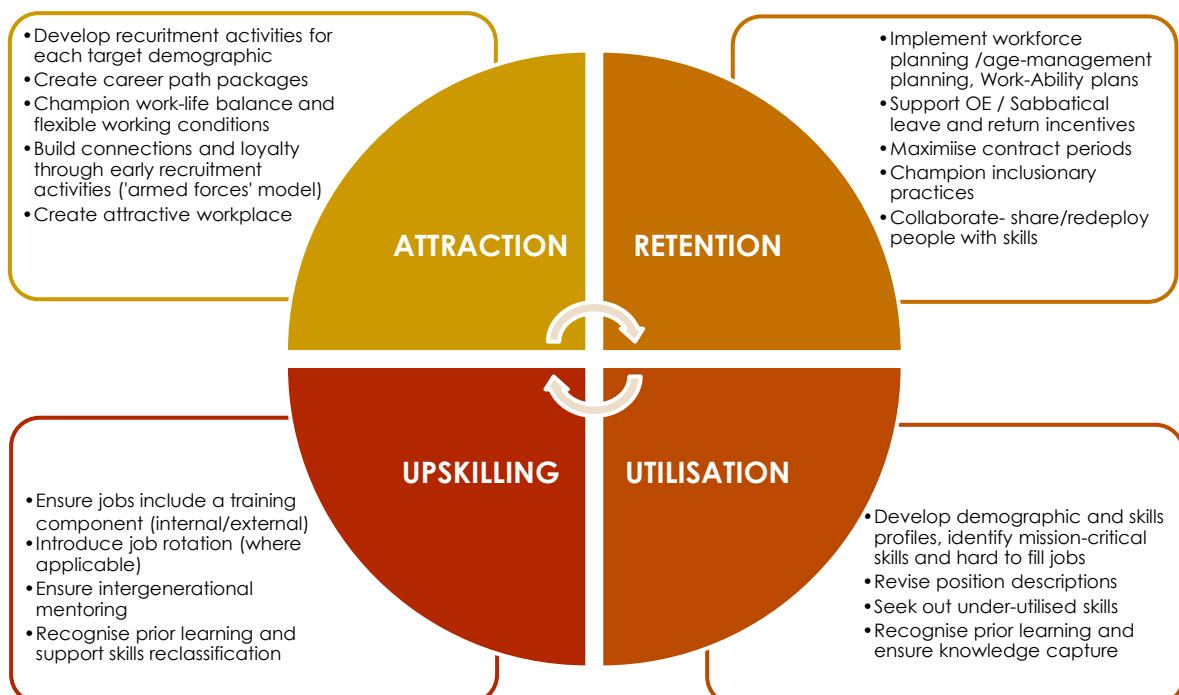 •Develop recuritment activities for
each target demographic
•Create career path packages
•Champion work-life balance and
flexible working conditions
•Build connections and loyalty
through early recruitment
activities ('armed forces' model)
•Create attractive workplace
•Implement workforce
planning /age-management
planning, Work-Ability plans
•Support OE / Sabbatical
leave and return incentives
•Maximiise contract periods
•Champion inclusionary
practices
•Collaborate- share/redeploy
people with skills
ATTRACTION
RETENTION
UPSKILLING
UTILISATION
•Ensure jobs include a training
component (internal/external)
•Introduce job rotation (where
applicable)
•Ensure intergenerational
mentoring
•Recognise prior learning and
support skills reclassification
•Develop demographic and skills
profiles, identify mission-critical
skills and hard to fill jobs
•Revise position descriptions
•Seek out under-utilised skills
•Recognise prior learning and
ensure knowledge capture